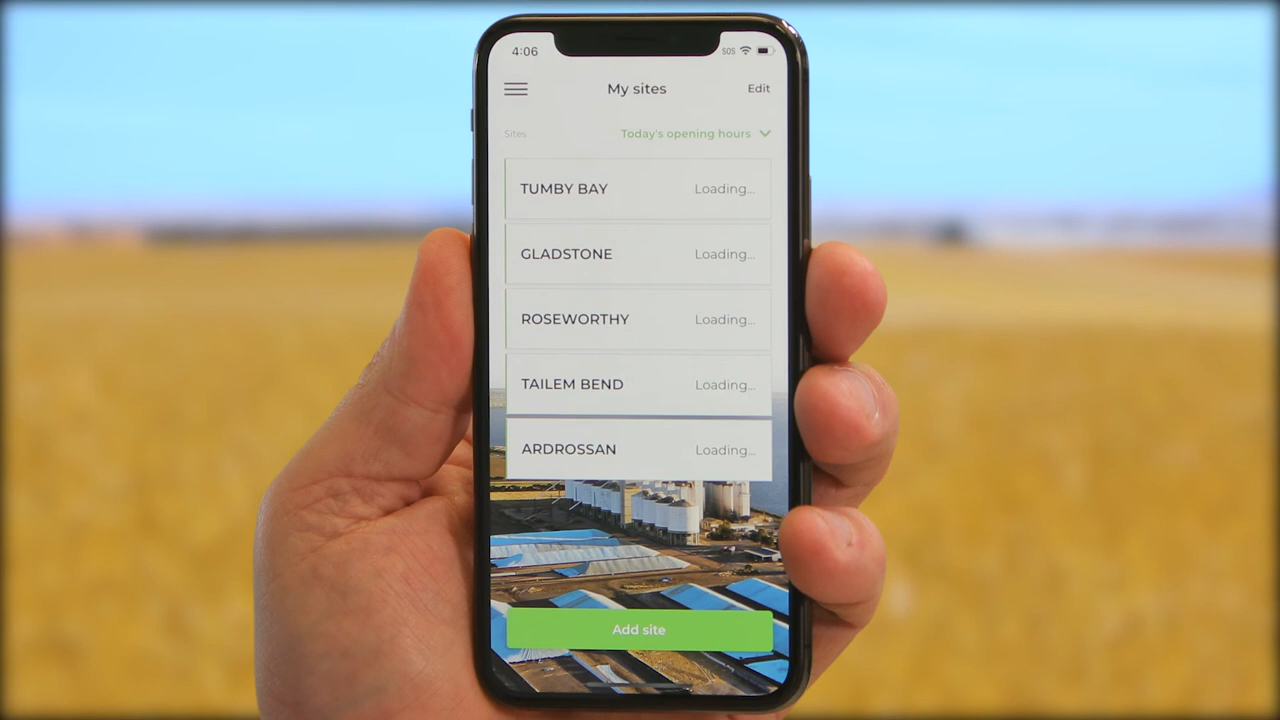 4:06 SOS
My sites Edit
Sites Today's opening hours
TUMBY BAY Loading...
GLADSTONE Loading...
ROSEWORTHY Loading...
TAILEM BEND Loading...
ARDROSSAN Loading...
Add site